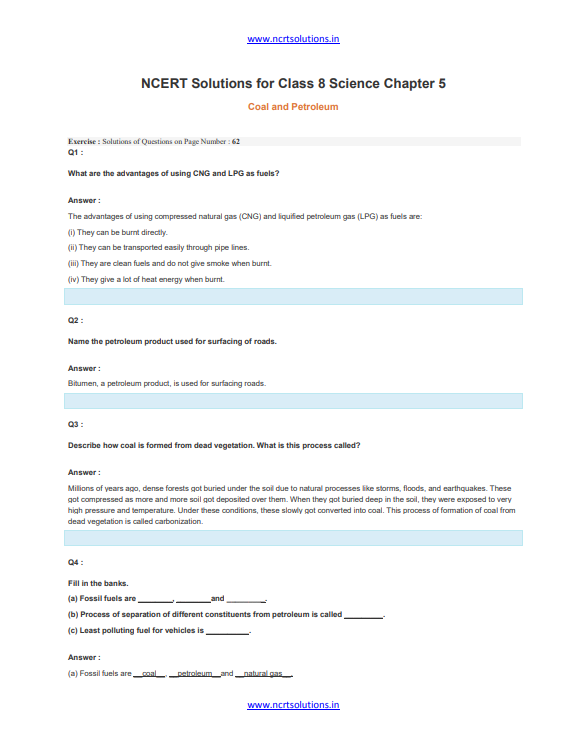 www.ncrtsolutions.in
NCERT Solutions for Class 8 Science Chapter 5
Coal and Petroleum
Exercise : Solutions of Questions on Page Number : 62
Q1 :
What are the advantages of using CNG and LPG as fuels?
Answer :
The advantages of using compressed natural gas (CNG) and liquified petroleum gas (LPG) as fuels are:
(i) They can be burnt directly.
(ii) They can be transported easily through pipe lines.
(iii) They are clean fuels and do not give smoke when burnt.
(iv) They give a lot of heat energy when burnt.
Q2 :
Name the petroleum product used for surfacing of roads.
Answer :
Bitumen, a petroleum product, is used for surfacing roads.
Q3 :
Describe how coal is formed from dead vegetation. What is this process called?
Answer :
Millions of years ago, dense forests got buried under the soil due to natural processes like storms, floods, and earthquakes. These
got compressed as more and more soil got deposited over them. When they got buried deep in the soil, they were exposed to very
high pressure and temperature. Under these conditions, these slowly got converted into coal. This process of formation of coal from
dead vegetation is called carbonization.
Q4 :
Fill in the banks.
(a) Fossil fuels are ________, ________and _________.
(b) Process of separation of different constituents from petroleum is called _________.
(c) Least polluting fuel for vehicles is __________.
Answer :
(a) Fossil fuels are __coal__, __petroleum__and __natural gas__.
www.ncrtsolutions.in